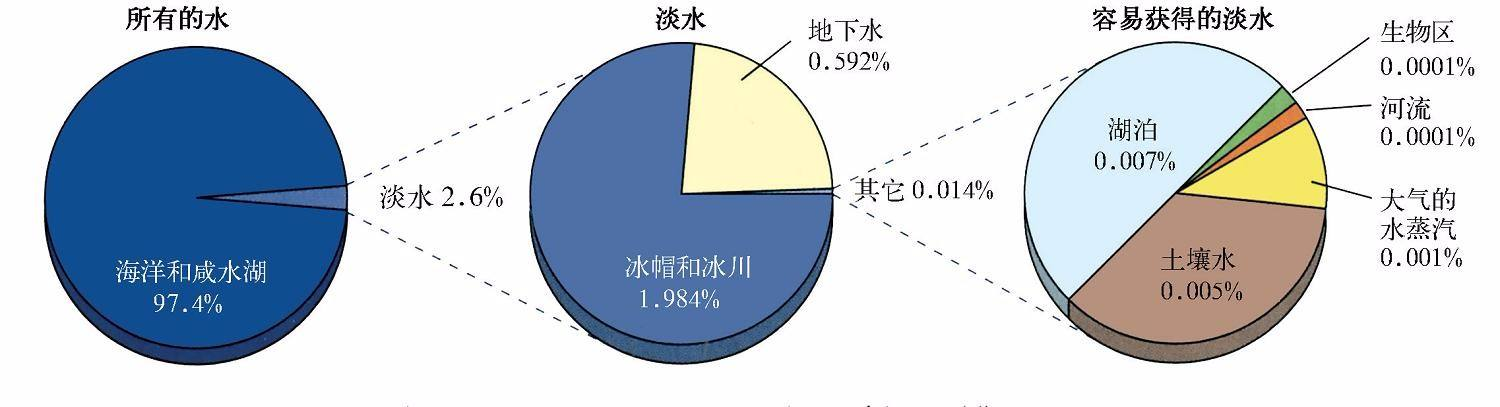 所有的水
海洋和咸水湖
97.4%
淡水 2.6%
淡水
地下水
0.592%
冰帽和冰川
1.984%
其它 0.014%
容易获得的淡水
湖泊
0.007%
生物区
0.0001%
河流
0.0001%
大气的
水蒸汽
0.001%
土壤水
0.005%